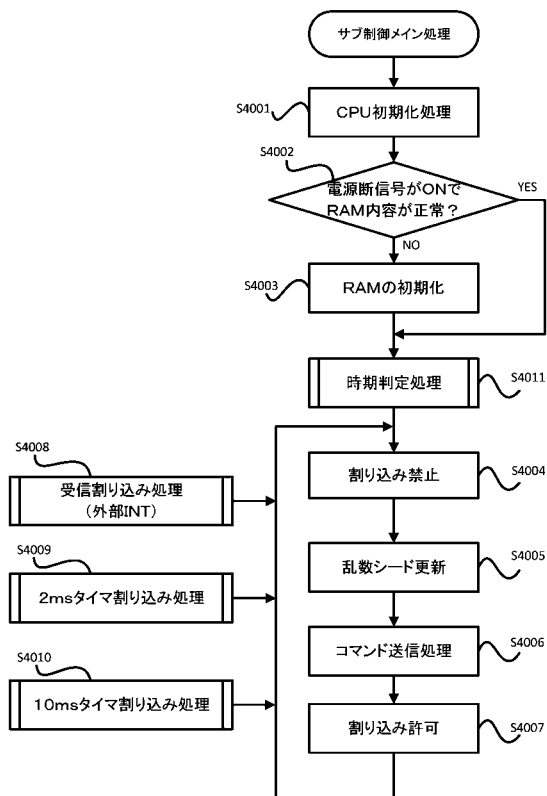 サブ制御メイン処理
S4001
CPU初期化処理
S4002
電源断信号がONで
RAM内容が正常?
YES
NO
S4003
RAMの初期化
時期判定処理
S4011
S4008
受信割り込み処理
(外部INT)
割り込み禁止
S4004
S4009
2msタイマ割り込み処理
乱数シード更新
S4005
コマンド送信処理
S4006
S4010
10msタイマ割り込み処理
割り込み許可
S4007